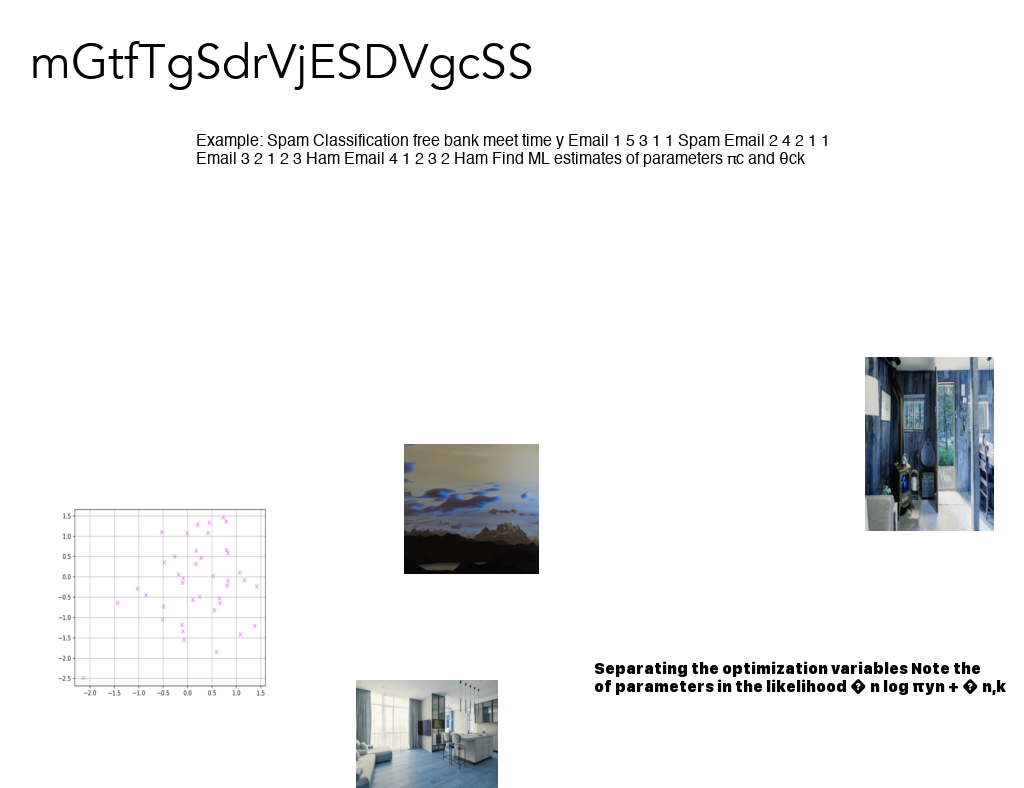 mGtfTgSdrVjESDVgcSS
Example: Spam Classification free bank meet time y Email 1 5 3 1 1 Spam Email 2 4 2 1 1
Email 3 2 1 2 3 Ham Email 4 1 2 3 2 Ham Find ML estimates of parameters πc and θck
1.5
1.0
0.5
0.0
−0.5
−1.0
−1.5
−2.0
−2.5
−2.0 −1.5 −1.0 −0.5 0.0 0.5 1.0 1.5
Separating the optimization variables Note the
of parameters in the likelihood � n log πyn + � n,k